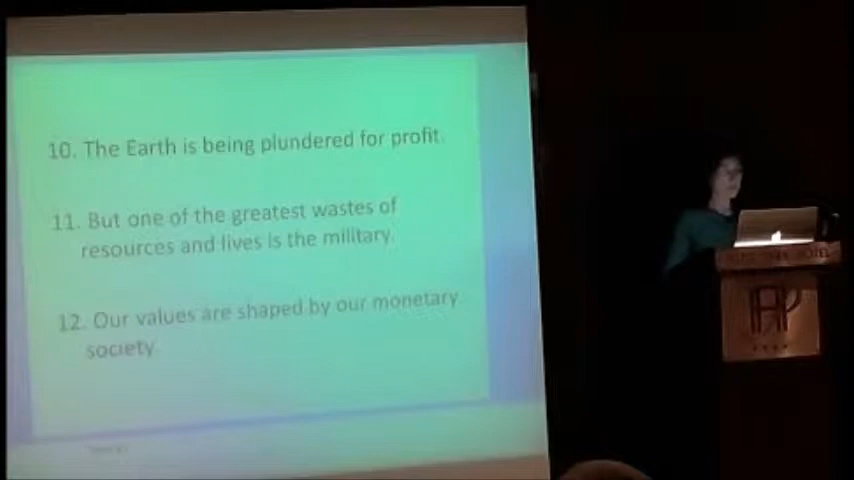 10. The Earth is being plundered for profit.
11. But one of the greatest wastes of
resources and lives is the military.
12. Our values are shaped by our monetary
society.